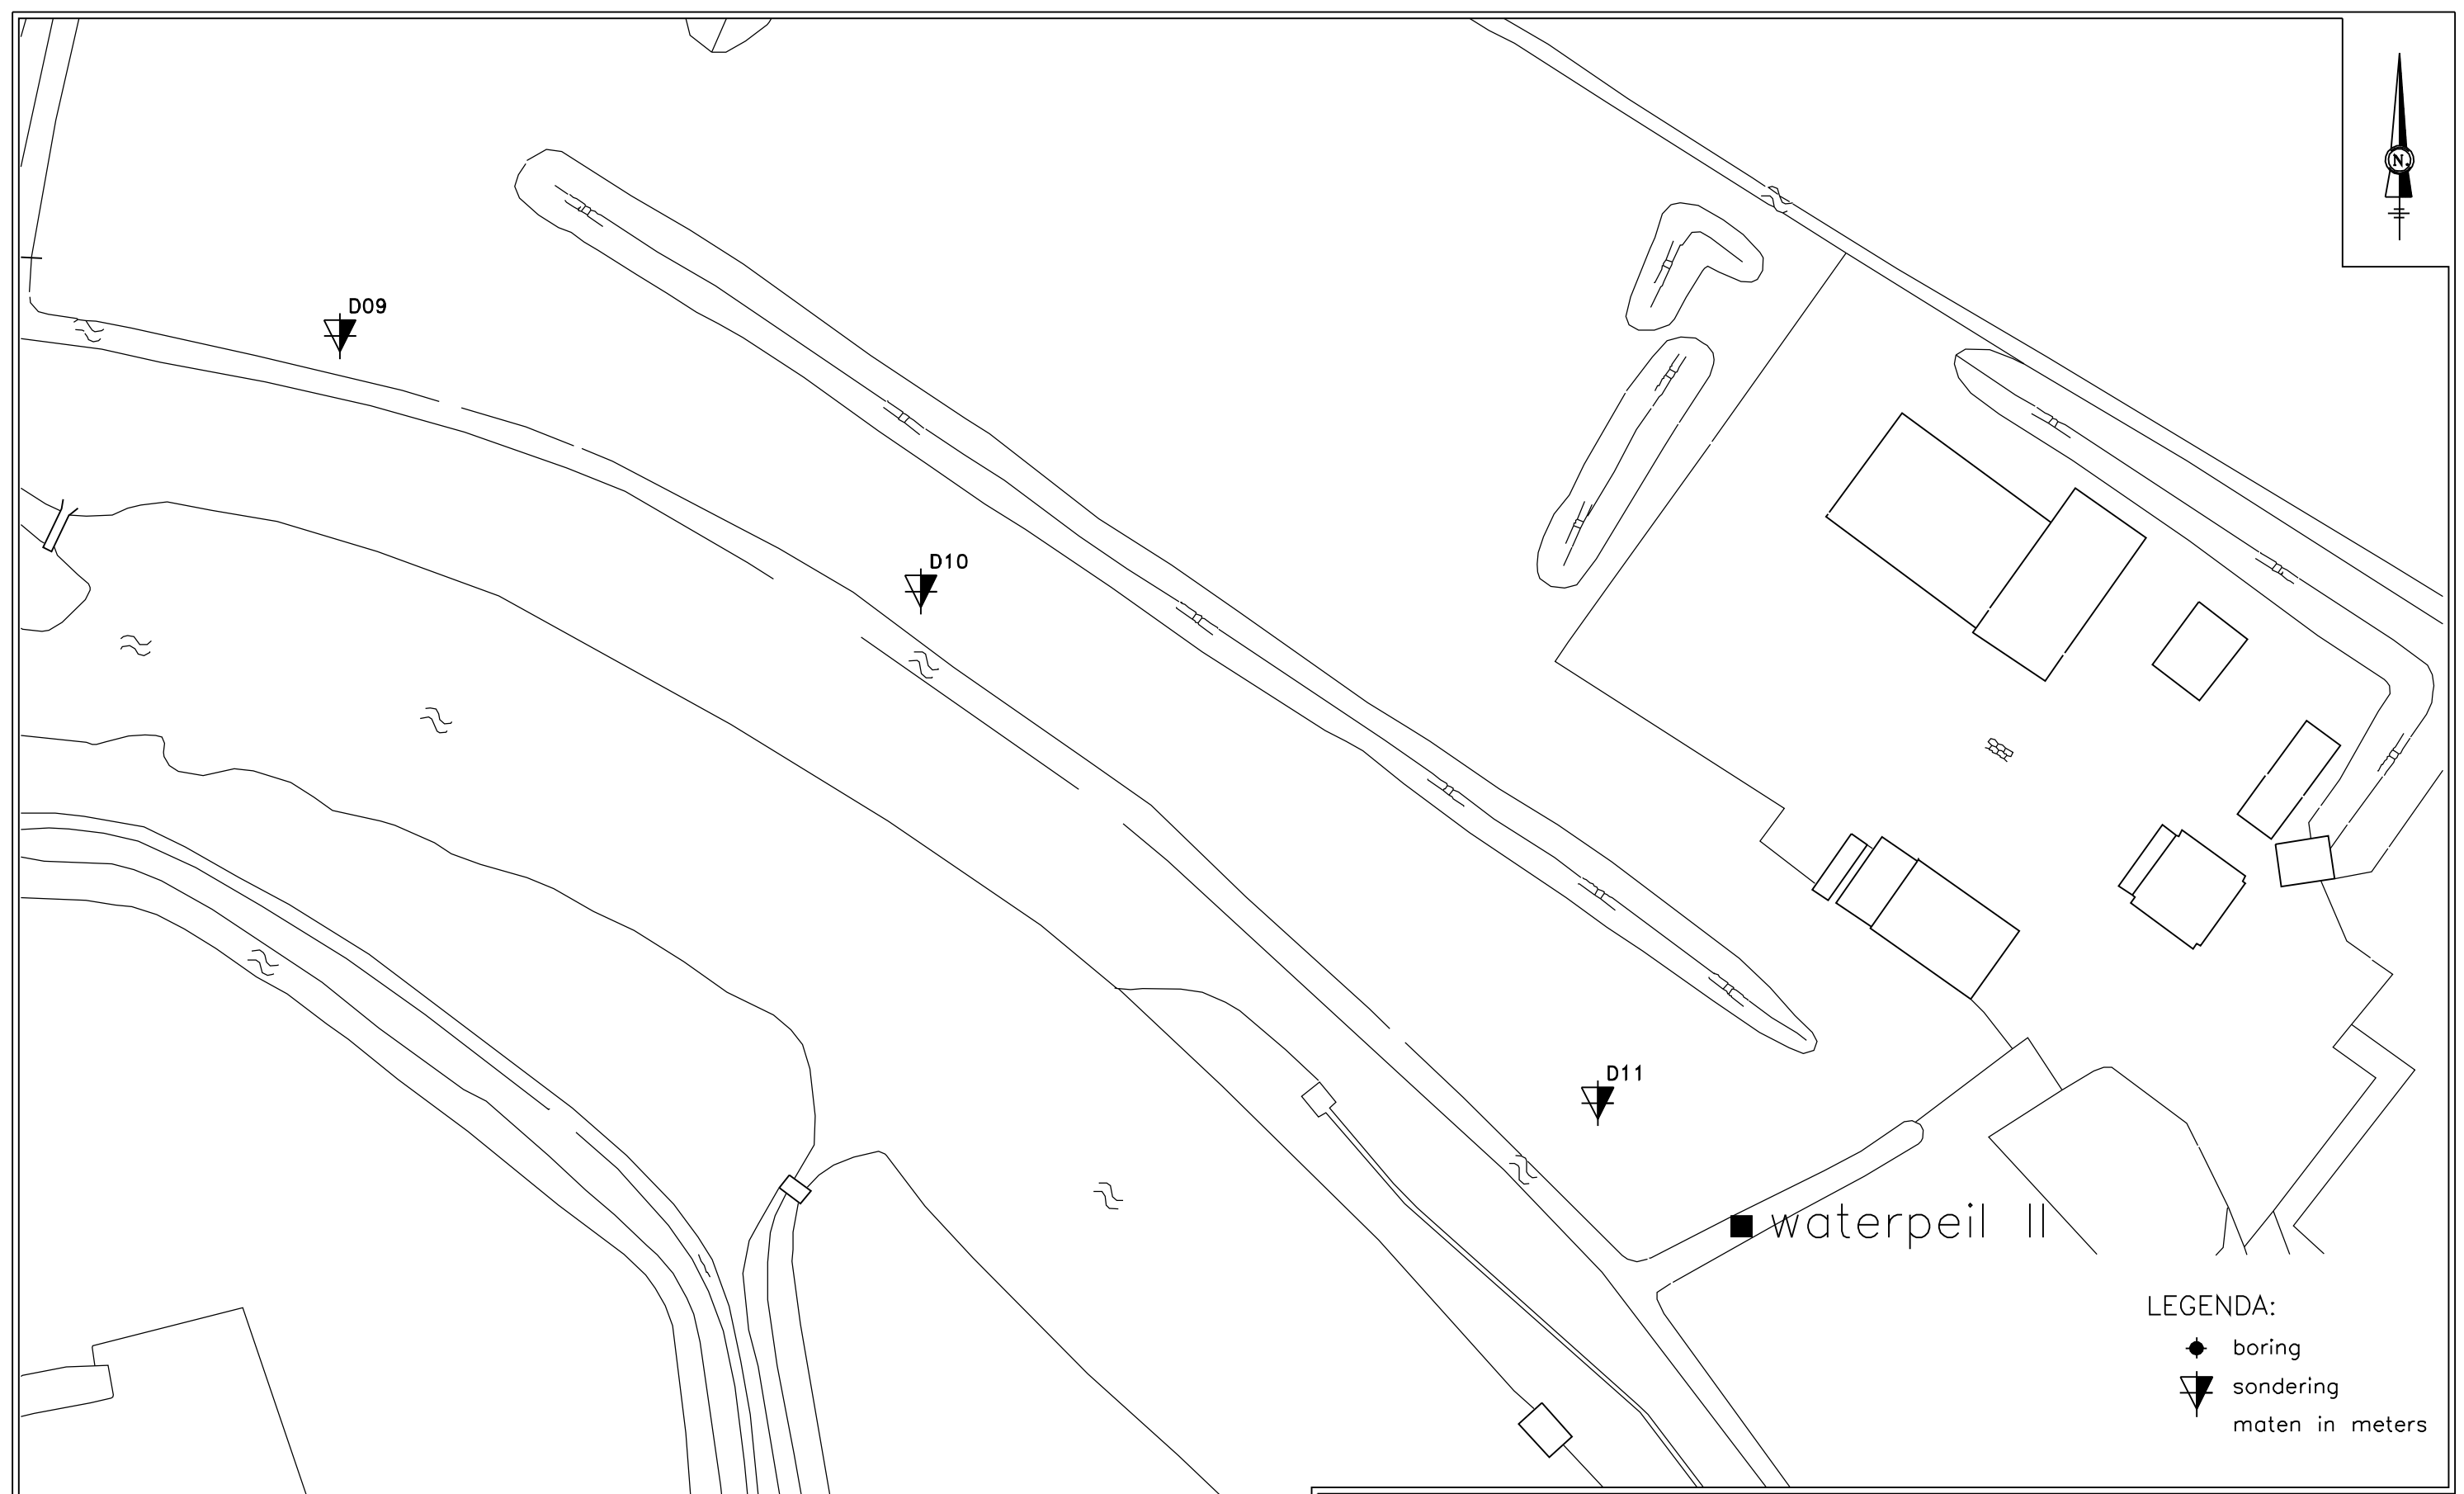 N.
D09
D10
D11
waterpeil II
LEGENDA:
boring
sondering
maten in meters